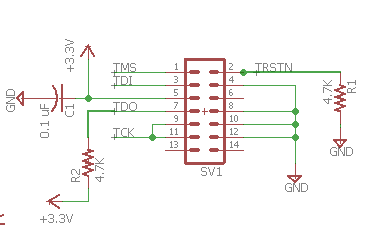 +3.3V
TMS 1 2 TRSTN
TDI 3 4
5 6
TDO 7 8
9 10
TCK 11 12
13 14
SV1
GND
0.1 uF
C1
R2
4.7K
+3.3V
4.7K
R1
GND
GND